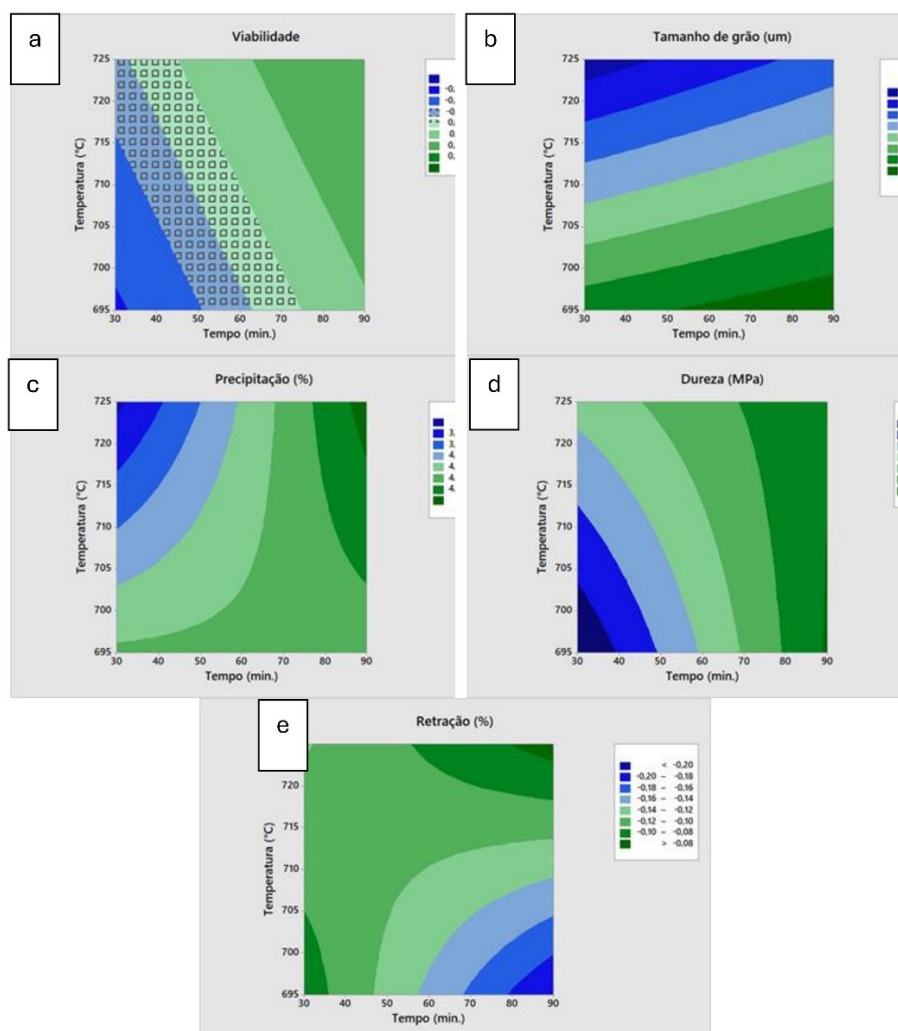 a
Viabilidade
725
720
715
710
705
700
695
30 40 50 60 70 80 90
Temperatura (°C)
Tempo (min.)
b
Tamanho de grão (um)
725
720
715
710
705
700
695
30 40 50 60 70 80 90
Temperatura (°C)
Tempo (min.)
c
Precipitação (%)
725
720
715
710
705
700
695
30 40 50 60 70 80 90
Temperatura (°C)
Tempo (min.)
3.
3.
4.
4.
4.
4.
d
Dureza (MPa)
725
720
715
710
705
700
695
30 40 50 60 70 80 90
Temperatura (°C)
Tempo (min.)
e
Retração (%)
720
715
710
705
700
695
30 40 50 60 70 80 90
Temperatura (°C)
Tempo (min.)
< -0,20
-0,20 – -0,18
-0,18 – -0,16
-0,16 – -0,14
-0,14 – -0,12
-0,12 – -0,10
-0,10 – -0,08
> -0,08